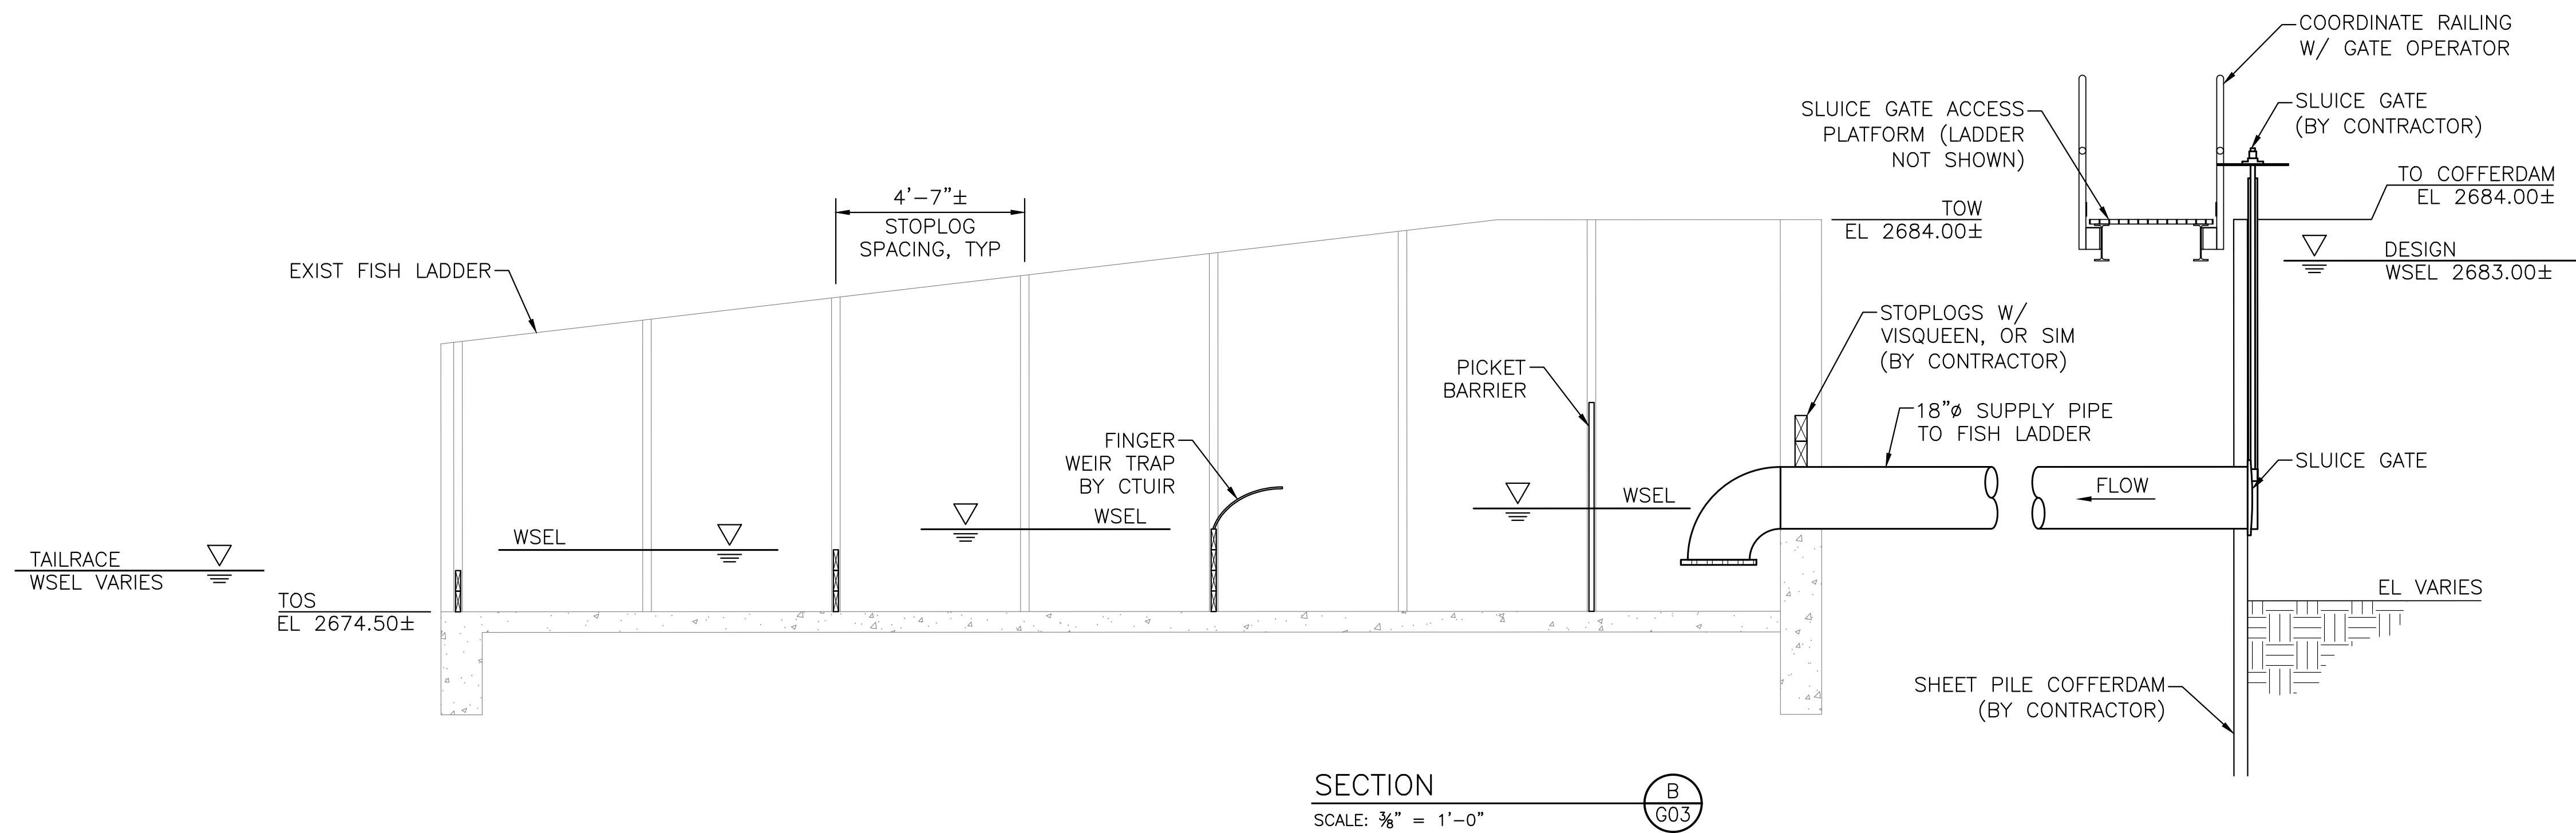 COORDINATE RAILING
W/ GATE OPERATOR
SLUICE GATE ACCESS
PLATFORM (LADDER
NOT SHOWN)
SLUICE GATE
(BY CONTRACTOR)
TO COFFERDAM
EL 2684.00±
4'-7"±
STOPLOG
SPACING, TYP
TOW
EL 2684.00±
DESIGN
WSEL 2683.00±
EXIST FISH LADDER
STOPLOGS W/
VISQUEEN, OR SIM
(BY CONTRACTOR)
PICKET
BARRIER
18"ø SUPPLY PIPE
TO FISH LADDER
FINGER
WEIR TRAP
BY CTUIR
SLUICE GATE
FLOW
WSEL
WSEL
WSEL
TAILRACE
WSEL VARIES
TOS
EL 2674.50±
EL VARIES
SHEET PILE COFFERDAM
(BY CONTRACTOR)
SECTION
SCALE: ⅜" = 1'-0"
B
G03